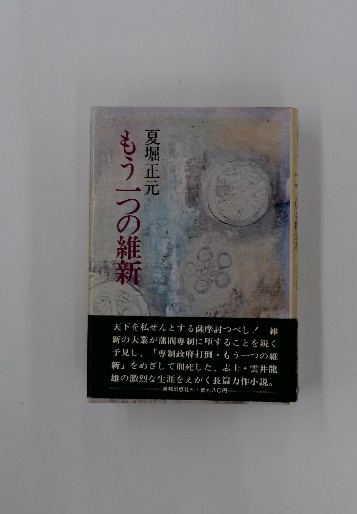 夏堀正元
もう一つの維新
天下を私せんとする薩摩討つべし! 維
新の大業が藩閥専制に堕することを鋭く
予見し、「専制政府打倒・もう一つの維
新」をめざして刑死した、志士・雲井龍
雄の激烈な生涯をえがく長篇力作小説。